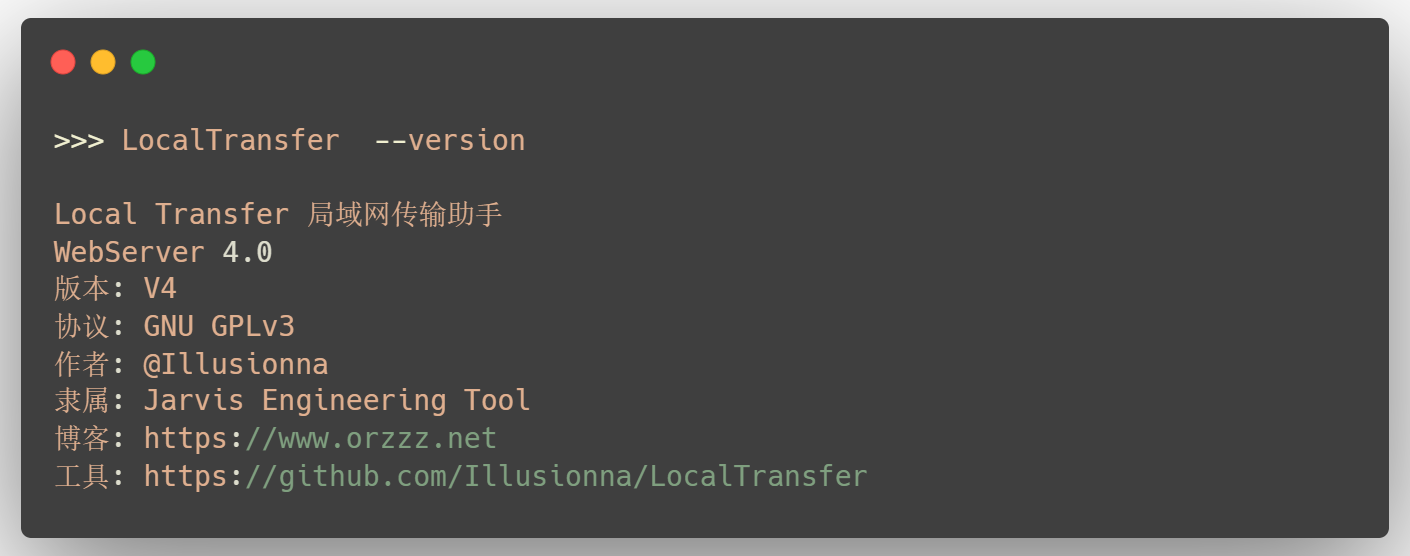 >>> LocalTransfer  --version
Local Transfer 局域网传输助手
WebServer 4.0
版本: V4
协议: GNU GPLv3
作者: @Illusionna
隶属: Jarvis Engineering Tool
博客: https://www.orzzz.net
工具: https://github.com/Illusionna/LocalTransfer